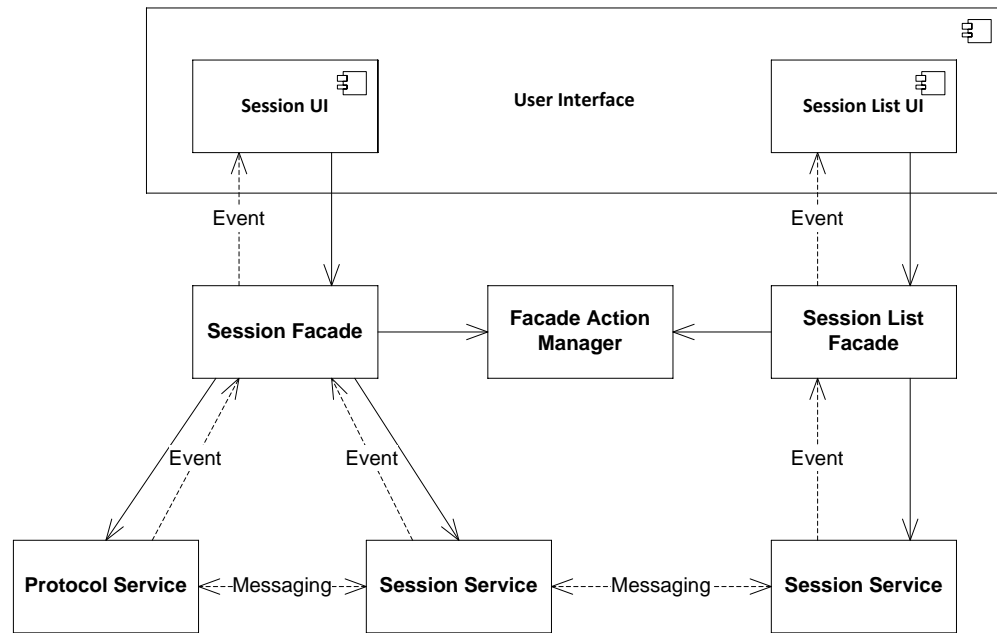 Session UI
User Interface
Session List UI
Event
Event
Session Facade
Facade Action
Manager
Session List
Facade
Event
Event
Event
Protocol Service
Messaging
Session Service
Messaging
Session Service